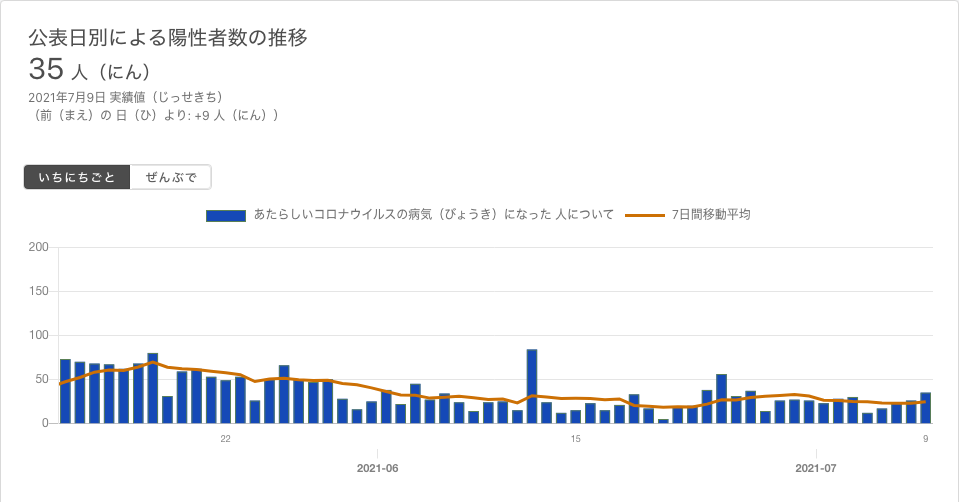 公表日別による陽性者数の推移
35 人（にん）
2021年7月9日 実績値（じっせきち）
（前（まえ）の 日（ひ）より: +9 人（にん））
いちにちごと ぜんぶで
あたらしいコロナウイルスの病気（びょうき）になった 人について 7日間移動平均
200
150
100
50
0
22 15 9
2021-06 2021-07